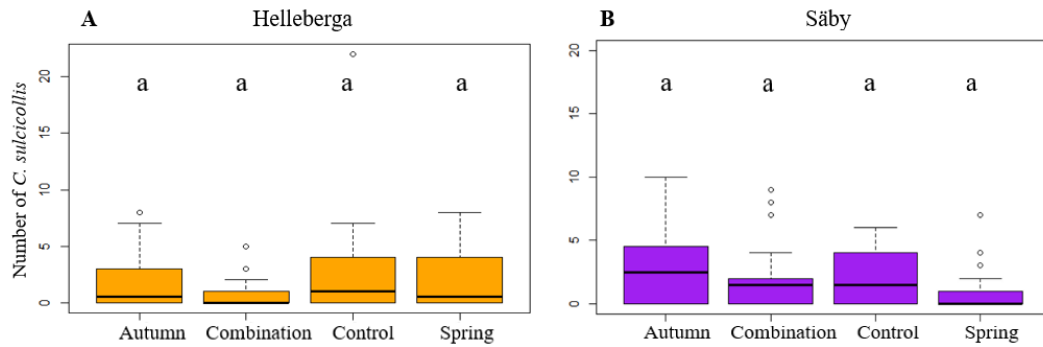 A Helleberga
Number of C. sulcicollis
20
15
10
5
0
a a a a
Autumn Combination Control Spring
B Säby
20
15
10
5
0
a a a a
Autumn Combination Control Spring